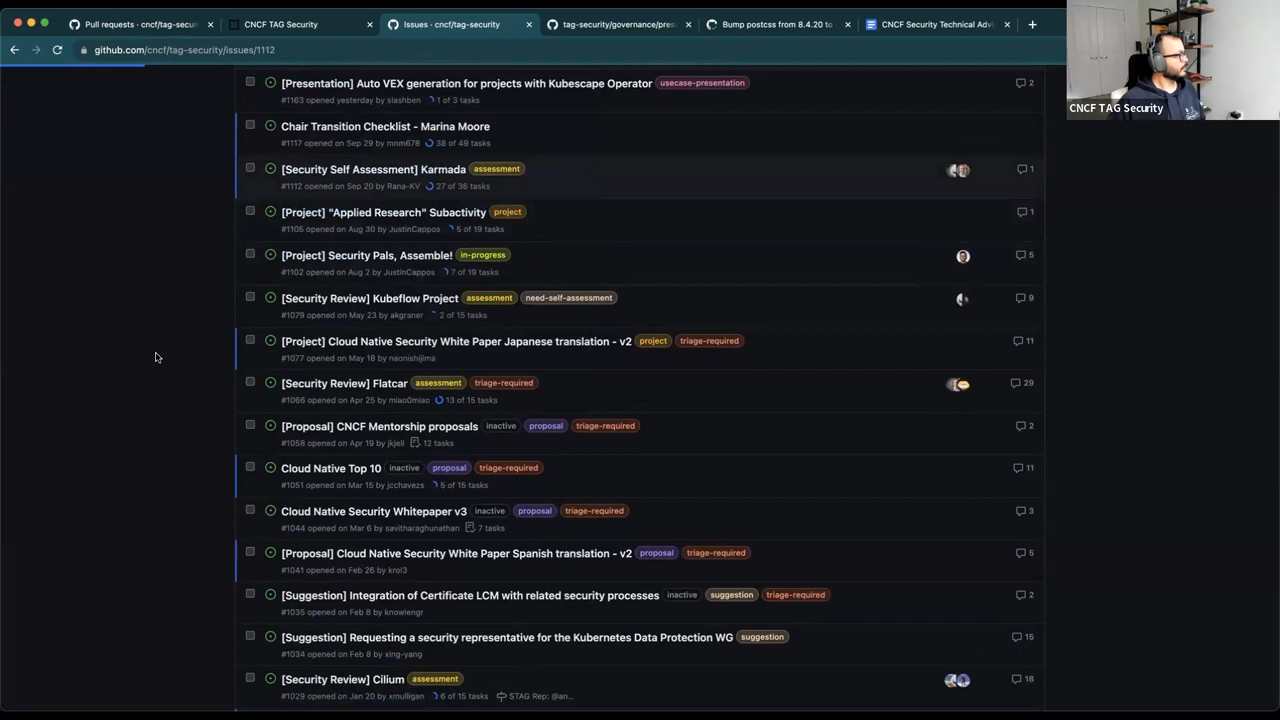 Pull requests · cncf/tag-secur
CNCF TAG Security
Issues · cncf/tag-security
tag-security/governance/pres
Bump postcss from 8.4.20 to
CNCF Security Technical Advi
github.com/cncf/tag-security/issues/1112
CNCF TAG Security
[Presentation] Auto VEX generation for projects with Kubescape Operator usecase-presentation 2
#1163 opened yesterday by slashben 1 of 3 tasks
Chair Transition Checklist - Marina Moore
#1117 opened on Sep 29 by mnm678 38 of 49 tasks
[Security Self Assessment] Karmada assessment 1
#1112 opened on Sep 20 by Rana-KV 27 of 36 tasks
[Project] "Applied Research" Subactivity project 1
#1105 opened on Aug 30 by JustinCappos 5 of 19 tasks
[Project] Security Pals, Assemble! in-progress 5
#1102 opened on Aug 2 by JustinCappos 7 of 19 tasks
[Security Review] Kubeflow Project assessment need-self-assessment 9
#1079 opened on May 23 by akgraner 2 of 15 tasks
[Project] Cloud Native Security White Paper Japanese translation - v2 project triage-required 11
#1077 opened on May 18 by naonishijima
[Security Review] Flatcar assessment triage-required 29
#1066 opened on Apr 25 by miao0miao 13 of 15 tasks
[Proposal] CNCF Mentorship proposals inactive proposal triage-required 2
#1058 opened on Apr 19 by jkjell 12 tasks
Cloud Native Top 10 inactive proposal triage-required 11
#1051 opened on Mar 15 by jcchavezs 5 of 15 tasks
Cloud Native Security Whitepaper v3 inactive proposal triage-required 3
#1044 opened on Mar 6 by savitharaghunathan 7 tasks
[Proposal] Cloud Native Security White Paper Spanish translation - v2 proposal triage-required 5
#1041 opened on Feb 26 by krol3
[Suggestion] Integration of Certificate LCM with related security processes inactive suggestion triage-required 2
#1035 opened on Feb 8 by knowlengr
[Suggestion] Requesting a security representative for the Kubernetes Data Protection WG suggestion 15
#1034 opened on Feb 8 by xing-yang
[Security Review] Cilium assessment 18
#1029 opened on Jan 20 by xmulligan 6 of 15 tasks STAG Rep: @an...